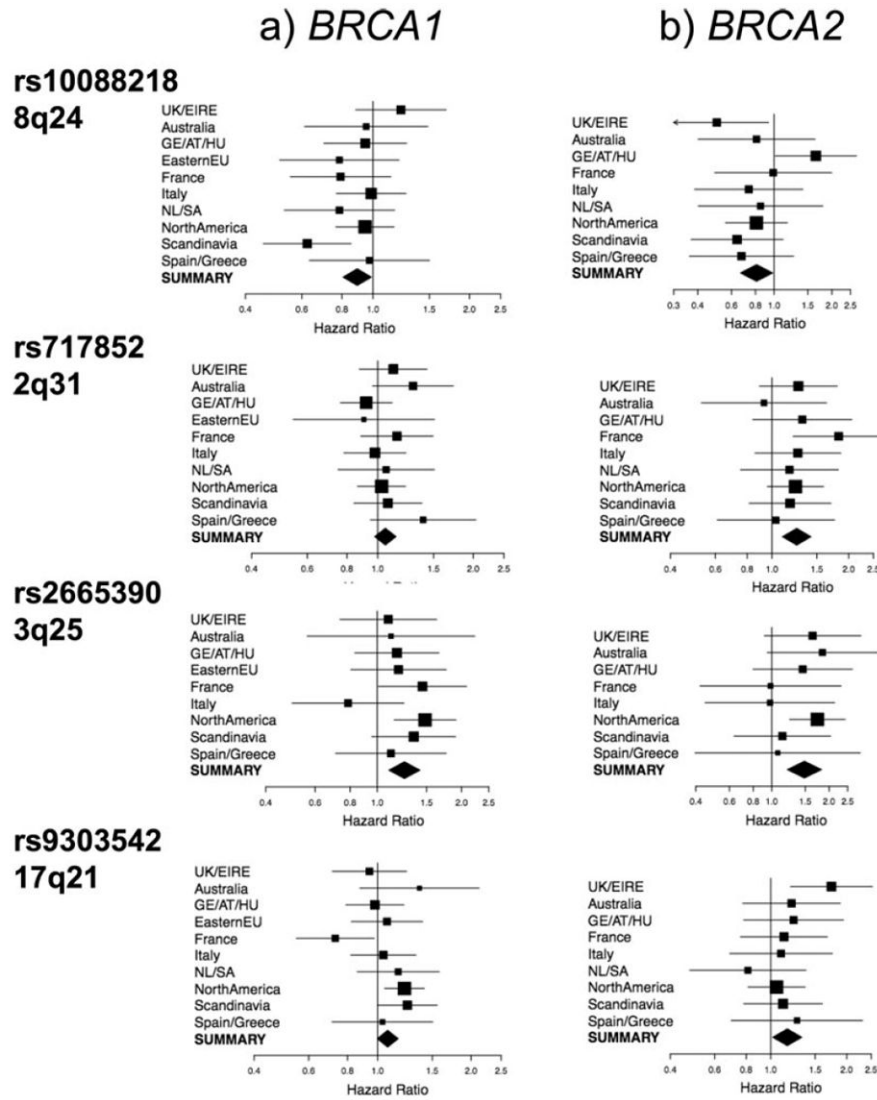 a) BRCA1
b) BRCA2
rs10088218
8q24
UK/EIRE
Australia
GE/AT/HU
EasternEU
France
Italy
NL/SA
NorthAmerica
Scandinavia
Spain/Greece
SUMMARY
0.4 0.6 0.8 1.0 1.5 2.0 2.5
Hazard Ratio
UK/EIRE
Australia
GE/AT/HU
France
Italy
NL/SA
NorthAmerica
Scandinavia
Spain/Greece
SUMMARY
0.3 0.4 0.6 0.8 1.0 1.5 2.0 2.5
Hazard Ratio
rs717852
2q31
UK/EIRE
Australia
GE/AT/HU
EasternEU
France
Italy
NL/SA
NorthAmerica
Scandinavia
Spain/Greece
SUMMARY
0.4 0.6 0.8 1.0 1.5 2.0 2.5
Hazard Ratio
UK/EIRE
Australia
GE/AT/HU
France
Italy
NL/SA
NorthAmerica
Scandinavia
Spain/Greece
SUMMARY
0.4 0.6 0.8 1.0 1.5 2.0 2.5
Hazard Ratio
rs2665390
3q25
UK/EIRE
Australia
GE/AT/HU
EasternEU
France
Italy
NorthAmerica
Scandinavia
Spain/Greece
SUMMARY
0.4 0.6 0.8 1.0 1.5 2.0 2.5
Hazard Ratio
UK/EIRE
Australia
GE/AT/HU
France
Italy
NorthAmerica
Scandinavia
Spain/Greece
SUMMARY
0.4 0.6 0.8 1.0 1.5 2.0 2.5
Hazard Ratio
rs9303542
17q21
UK/EIRE
Australia
GE/AT/HU
EasternEU
France
Italy
NL/SA
NorthAmerica
Scandinavia
Spain/Greece
SUMMARY
0.4 0.6 0.8 1.0 1.5 2.0 2.5
Hazard Ratio
UK/EIRE
Australia
GE/AT/HU
France
Italy
NL/SA
NorthAmerica
Scandinavia
Spain/Greece
SUMMARY
0.4 0.6 0.8 1.0 1.5 2.0 2.5
Hazard Ratio